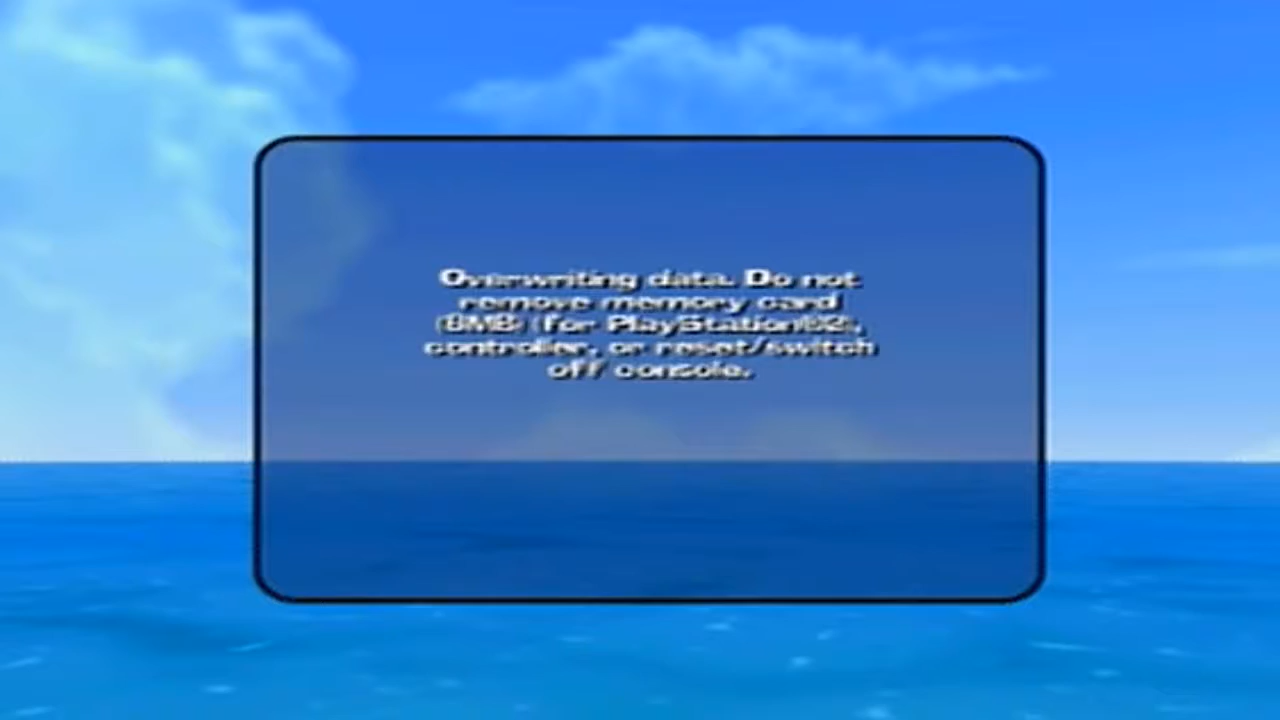 Overwriting data. Do not
remove memory card
(8MB) (for PlayStation®2),
controller, or reset/switch
off console.